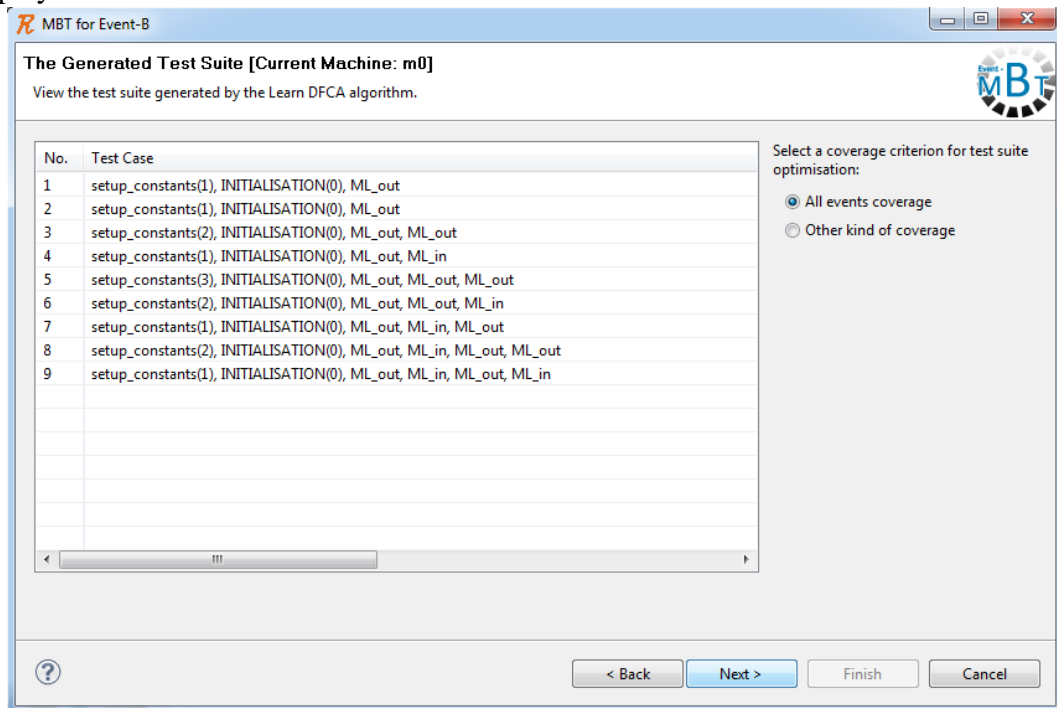 MBT for Event-B
The Generated Test Suite [Current Machine: m0]
View the test suite generated by the Learn DFCA algorithm.
Event-
MBT
No. Test Case
1 setup_constants(1), INITIALISATION(0), ML_out
2 setup_constants(1), INITIALISATION(0), ML_out
3 setup_constants(2), INITIALISATION(0), ML_out, ML_out
4 setup_constants(1), INITIALISATION(0), ML_out, ML_in
5 setup_constants(3), INITIALISATION(0), ML_out, ML_out, ML_out
6 setup_constants(2), INITIALISATION(0), ML_out, ML_out, ML_in
7 setup_constants(1), INITIALISATION(0), ML_out, ML_in, ML_out
8 setup_constants(2), INITIALISATION(0), ML_out, ML_in, ML_out, ML_out
9 setup_constants(1), INITIALISATION(0), ML_out, ML_in, ML_out, ML_in
Select a coverage criterion for test suite
optimisation:
All events coverage
Other kind of coverage
?
< Back Next > Finish Cancel